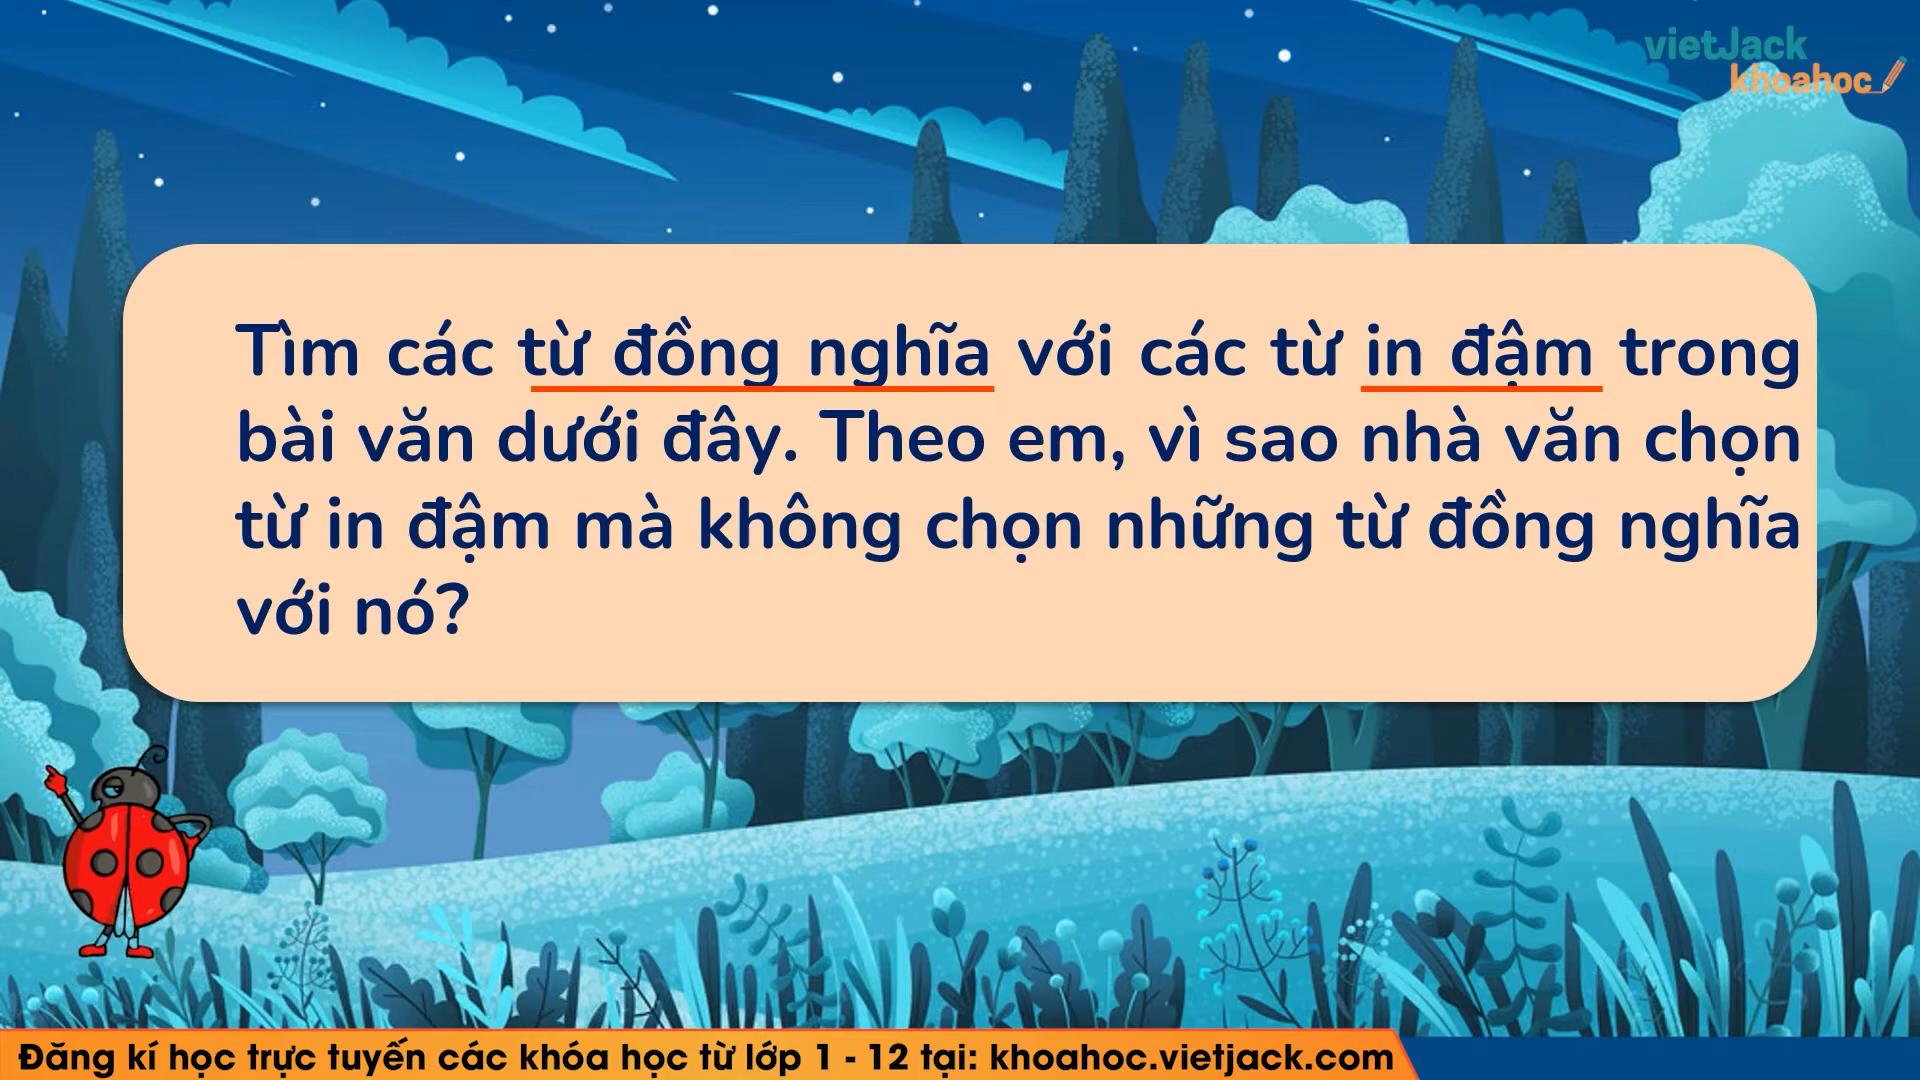 vietJack
khoahoc
Tìm các từ đồng nghĩa với các từ in đậm trong
bài văn dưới đây. Theo em, vì sao nhà văn chọn
từ in đậm mà không chọn những từ đồng nghĩa
với nó?
Đăng kí học trực tuyến các khóa học từ lớp 1 - 12 tại: khoahoc.vietjack.com